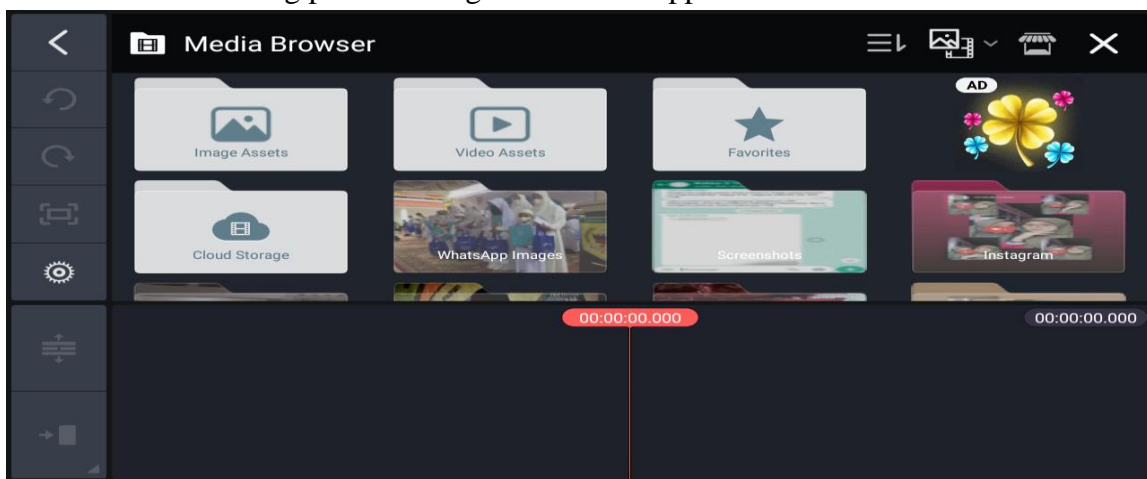 Media Browser
AD
Image Assets
Video Assets
Favorites
Cloud Storage
WhatsApp Images
Screenshots
Instagram
00:00:00.000
00:00:00.000